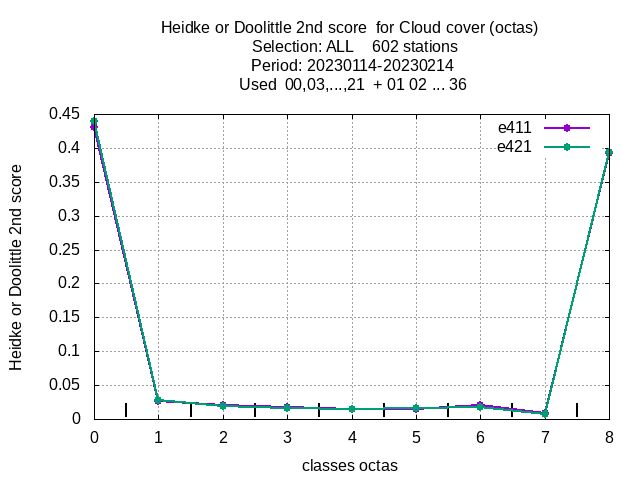 Heidke or Doolittle 2nd score  for Cloud cover (octas)
Selection: ALL    602 stations
Period: 20230114-20230214
Used  00,03,...,21  + 01 02 ... 36
e411
e421
Heidke or Doolittle 2nd score
0.45
0.4
0.35
0.3
0.25
0.2
0.15
0.1
0.05
0
0 1 2 3 4 5 6 7 8
classes octas